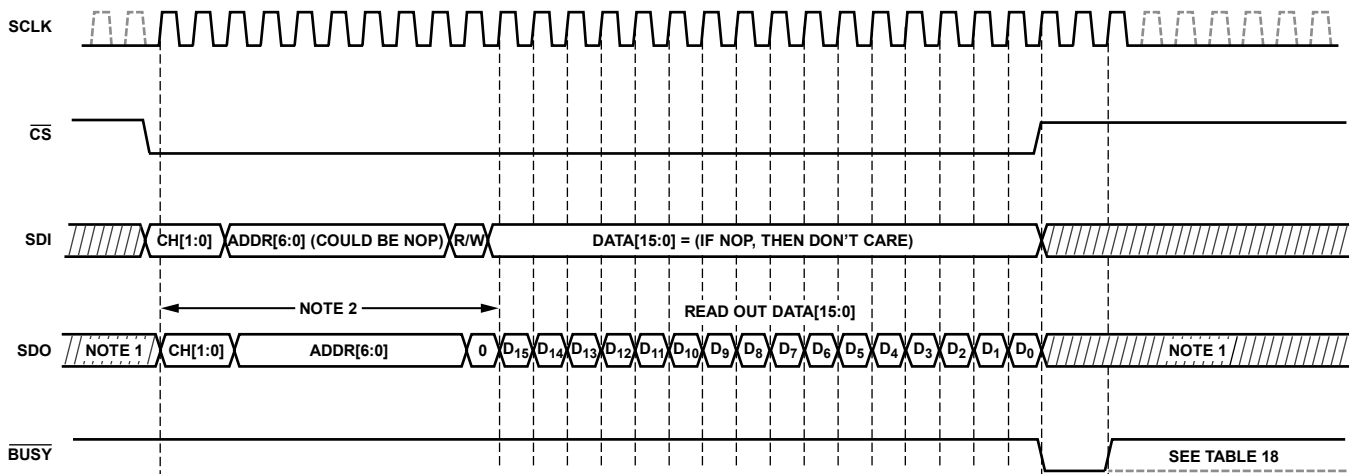 SCLK
CS
SDI CH[1:0] ADDR[6:0] (COULD BE NOP) R/W DATA[15:0] = (IF NOP, THEN DON'T CARE)
NOTE 2 READ OUT DATA[15:0]
SDO NOTE 1 CH[1:0] ADDR[6:0] 0 D15 D14 D13 D12 D11 D10 D9 D8 D7 D6 D5 D4 D3 D2 D1 D0 NOTE 1
BUSY SEE TABLE 18